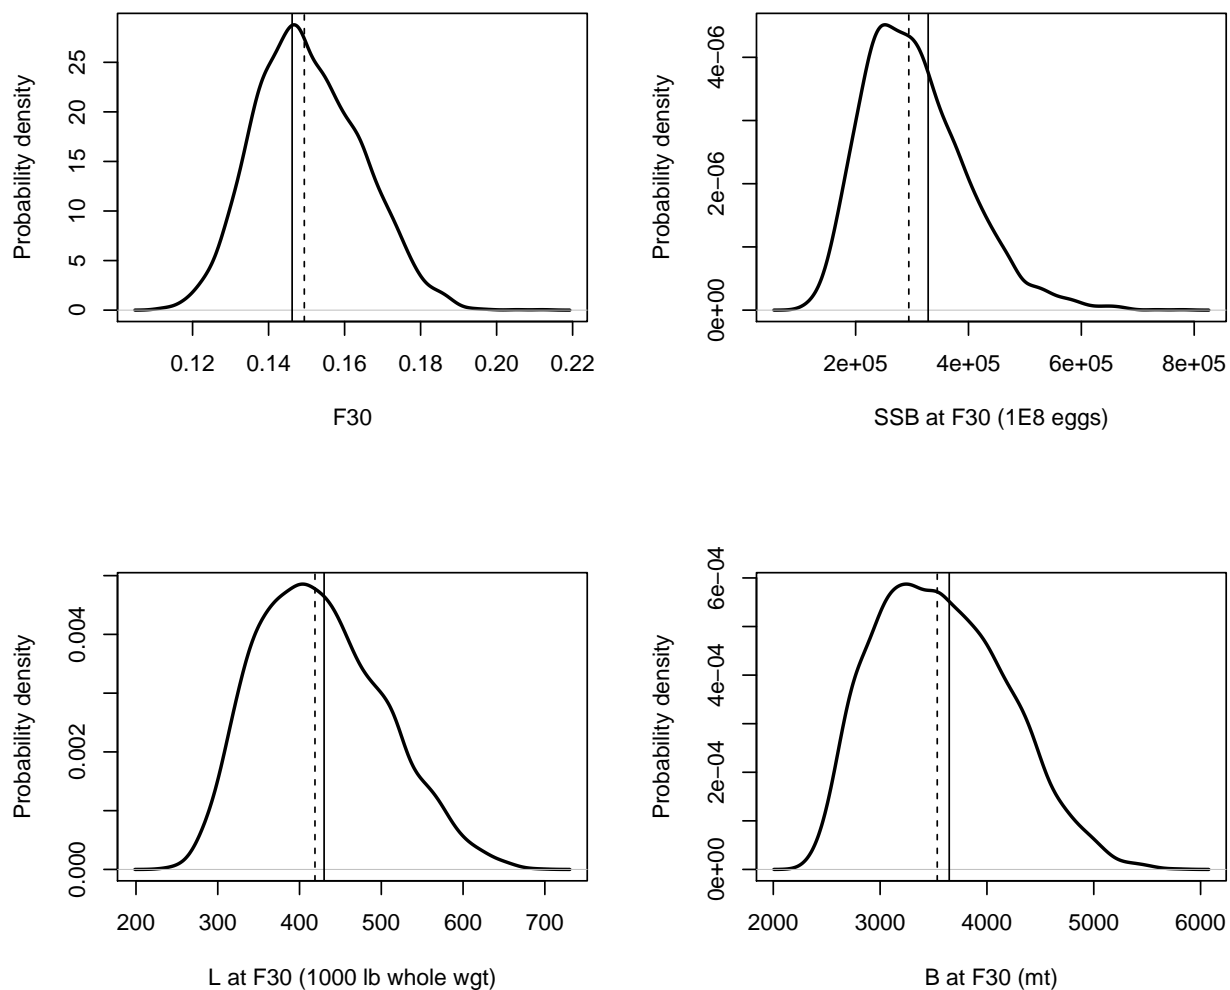 Probability density
0 5 10 15 20 25
0.12 0.14 0.16 0.18 0.20 0.22
F30
Probability density
0e+00 2e−06 4e−06
2e+05 4e+05 6e+05 8e+05
SSB at F30 (1E8 eggs)
Probability density
0.000 0.002 0.004
200 300 400 500 600 700
L at F30 (1000 lb whole wgt)
Probability density
0e+00 2e−04 4e−04 6e−04
2000 3000 4000 5000 6000
B at F30 (mt)